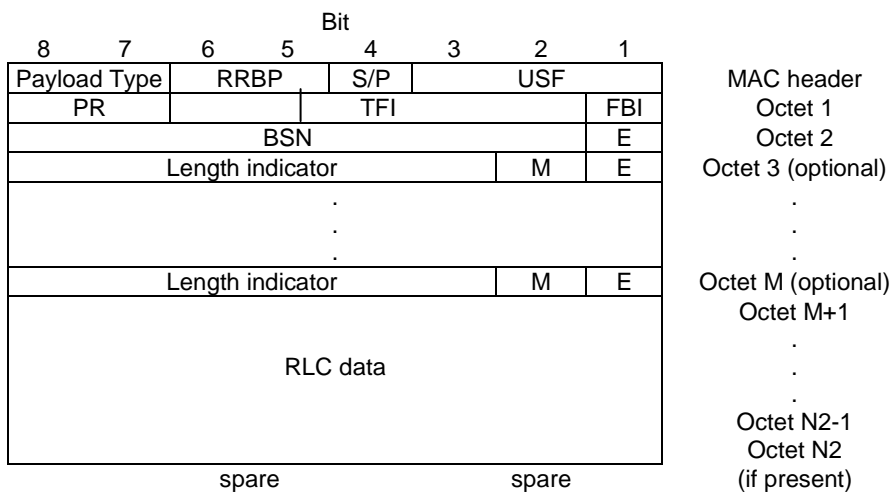 Bit
8 7 6 5 4 3 2 1
Payload Type RRBP S/P USF MAC header
PR TFI FBI Octet 1
BSN E Octet 2
Length indicator M E Octet 3 (optional)
. .
. .
. .
Length indicator M E Octet M (optional)
Octet M+1
.
RLC data .
.
Octet N2-1
Octet N2
spare spare (if present)